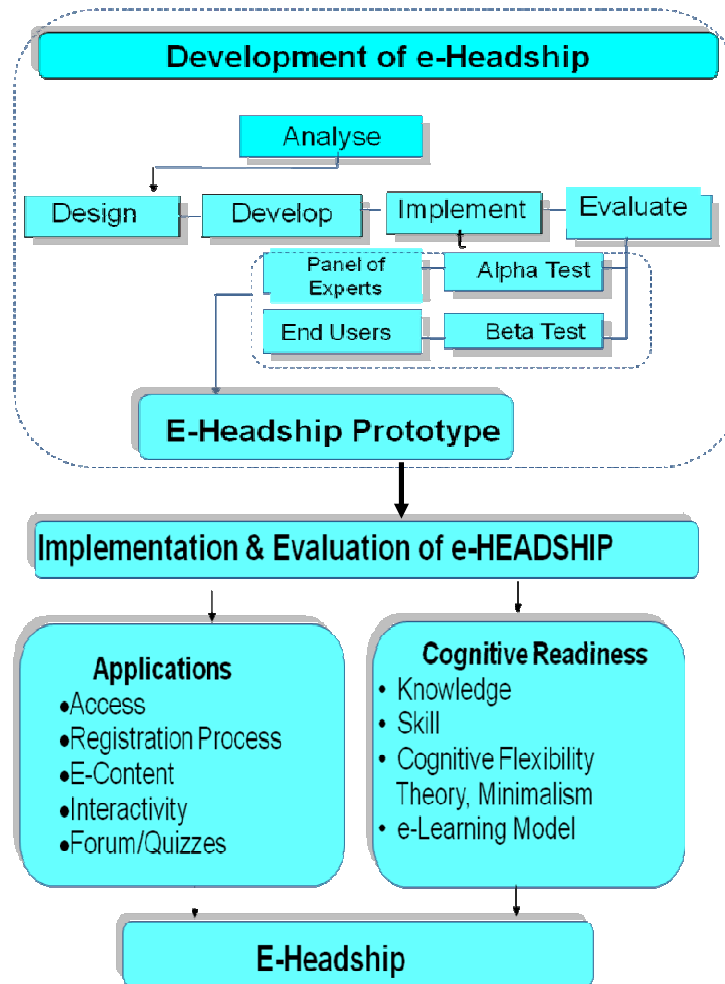 Development of e-Headship
Analyse
Design
Develop
Implement
t
Evaluate
Panel of
Experts
Alpha Test
End Users
Beta Test
E-Headship Prototype
Implementation & Evaluation of e-HEADSHIP
Applications
•Access
•Registration Process
•E-Content
•Interactivity
•Forum/Quizzes
Cognitive Readiness
• Knowledge
• Skill
• Cognitive Flexibility
Theory, Minimalism
• e-Learning Model
E-Headship